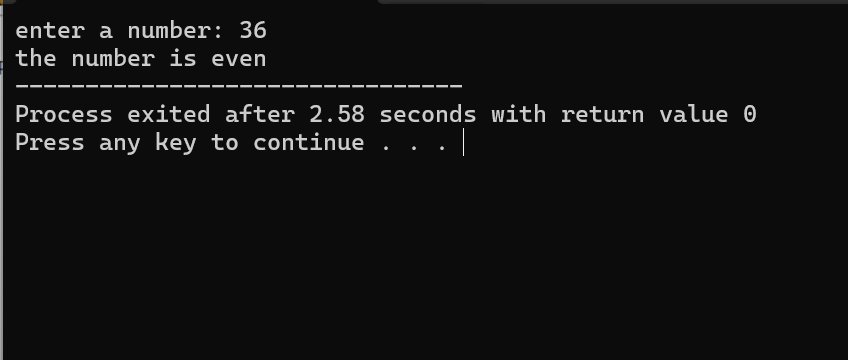 enter a number: 36
the number is even
--------------------------------
Process exited after 2.58 seconds with return value 0
Press any key to continue . . .